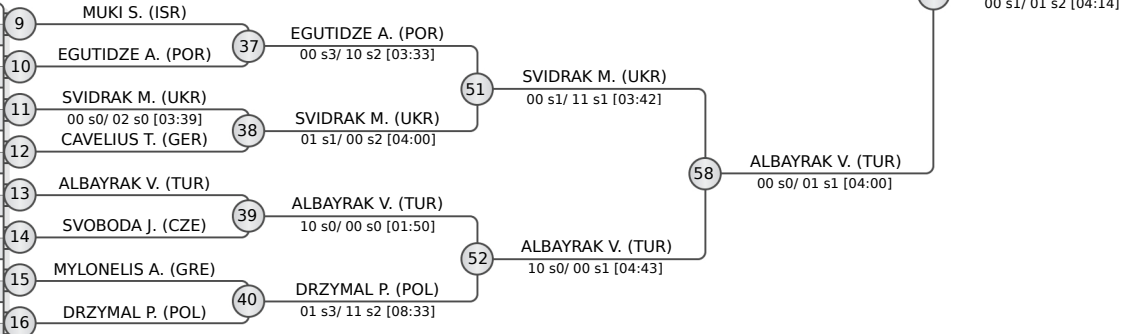 00 s1/ 01 s2 [04:14]
9
MUKI S. (ISR)
37
EGUTIDZE A. (POR)
00 s3/ 10 s2 [03:33]
10
EGUTIDZE A. (POR)
51
SVIDRAK M. (UKR)
00 s1/ 11 s1 [03:42]
11
SVIDRAK M. (UKR)
00 s0/ 02 s0 [03:39]
38
SVIDRAK M. (UKR)
01 s1/ 00 s2 [04:00]
12
CAVELIUS T. (GER)
58
ALBAYRAK V. (TUR)
00 s0/ 01 s1 [04:00]
13
ALBAYRAK V. (TUR)
39
ALBAYRAK V. (TUR)
10 s0/ 00 s0 [01:50]
14
SVOBODA J. (CZE)
52
ALBAYRAK V. (TUR)
10 s0/ 00 s1 [04:43]
15
MYLONELIS A. (GRE)
40
DRZYMAL P. (POL)
01 s3/ 11 s2 [08:33]
16
DRZYMAL P. (POL)